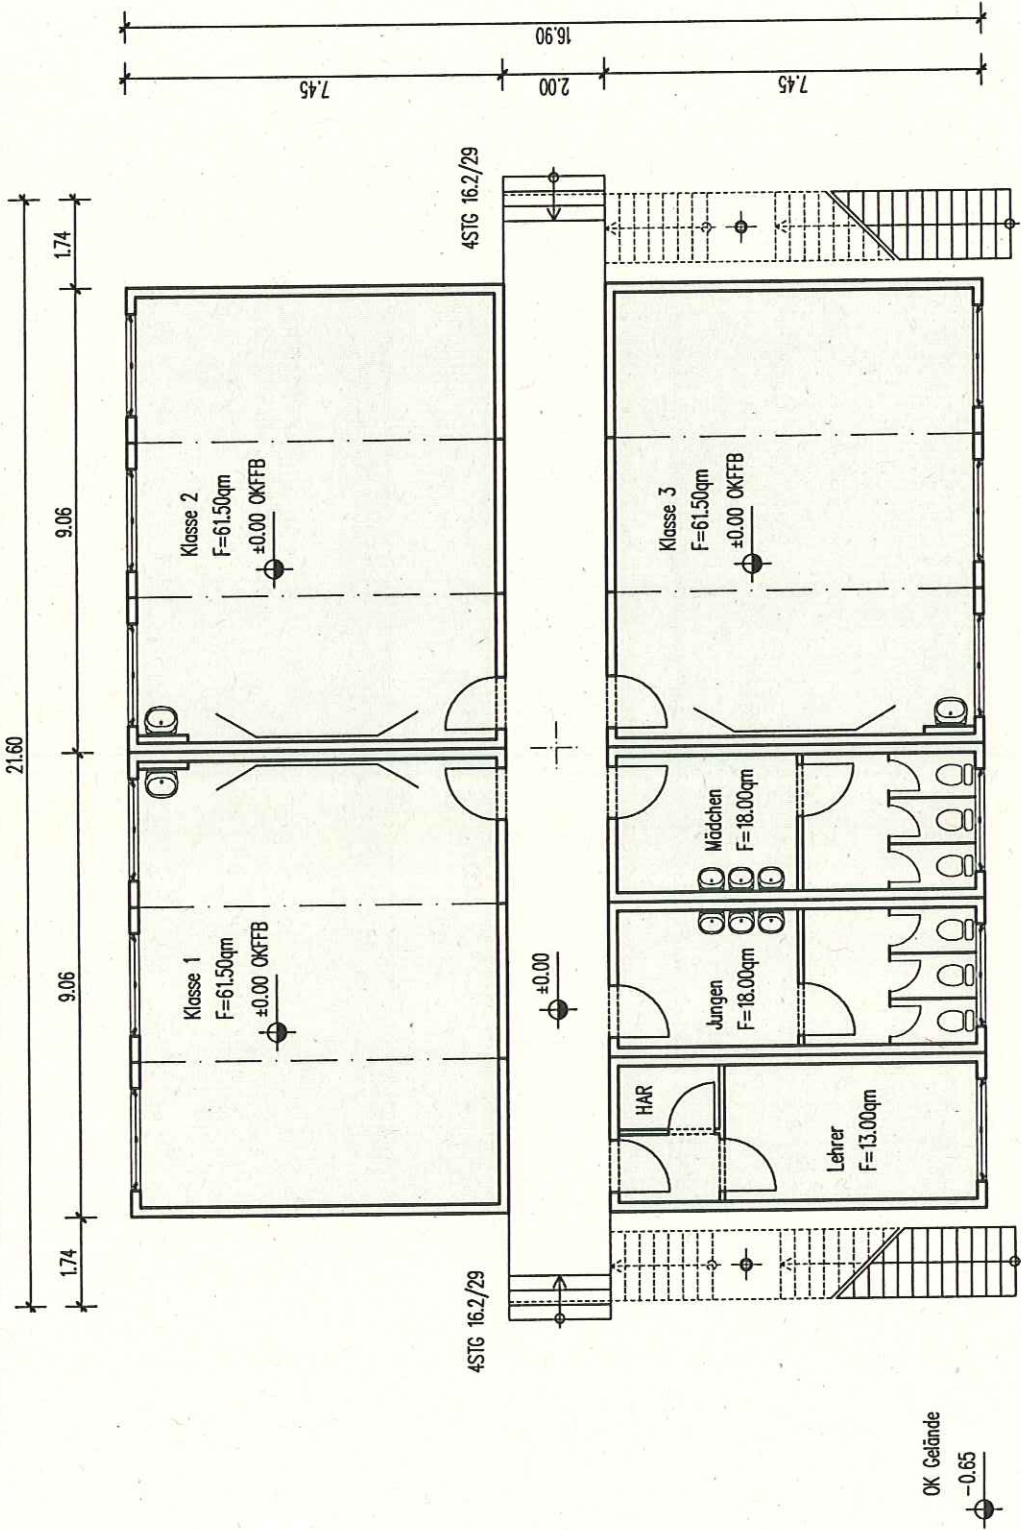 21.60
1.74
9.06
9.06
1.74
16.90
7.45
2.00
7.45
4STG 16.2/29
4STG 16.2/29
Klasse 1
F=61.50qm
±0.00 OKFFB
Klasse 2
F=61.50qm
±0.00 OKFFB
±0.00
HAR
Lehrer
F=13.00qm
Jungen
F=18.00qm
Mädchen
F=18.00qm
Klasse 3
F=61.50qm
±0.00 OKFFB
OK Gelände
-0.65